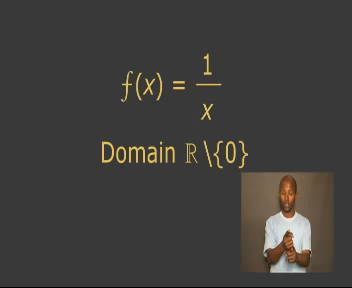 f(x) = 1/x
Domain ℝ\{0}